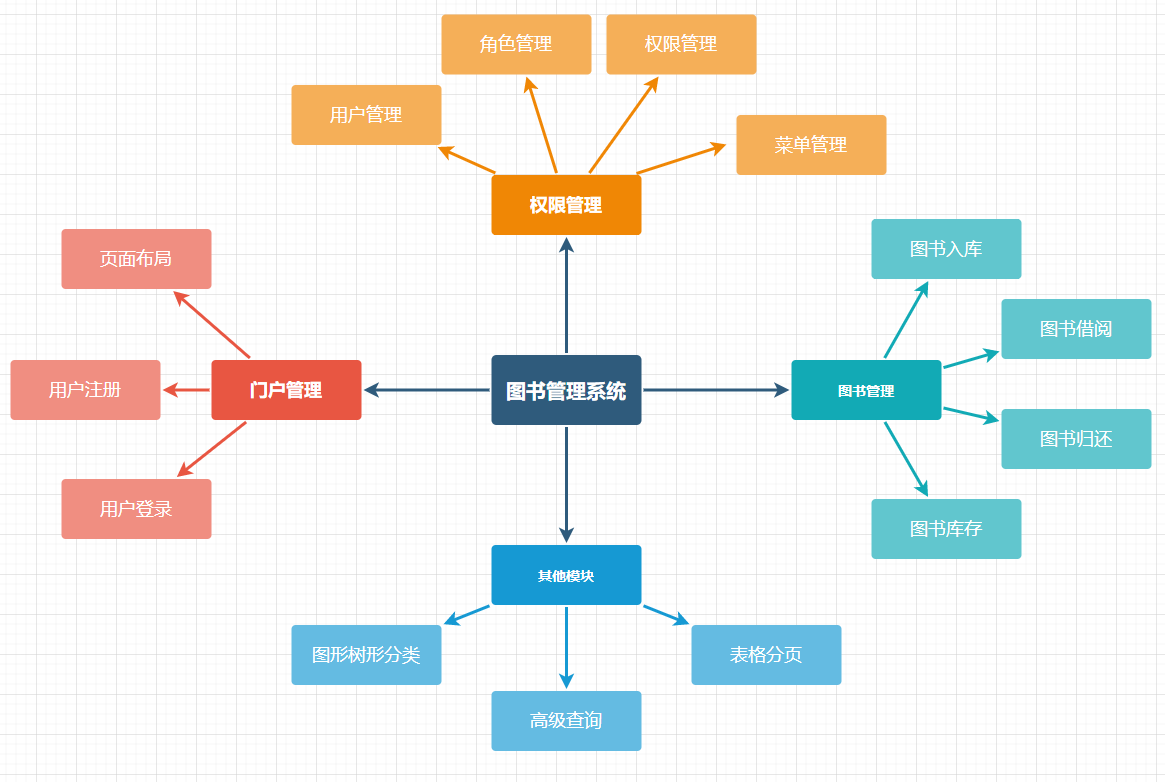 角色管理
权限管理
用户管理
菜单管理
权限管理
页面布局
图书入库
图书借阅
用户注册
门户管理
图书管理系统
图书管理
图书归还
用户登录
图书库存
其他模块
图形树形分类
表格分页
高级查询